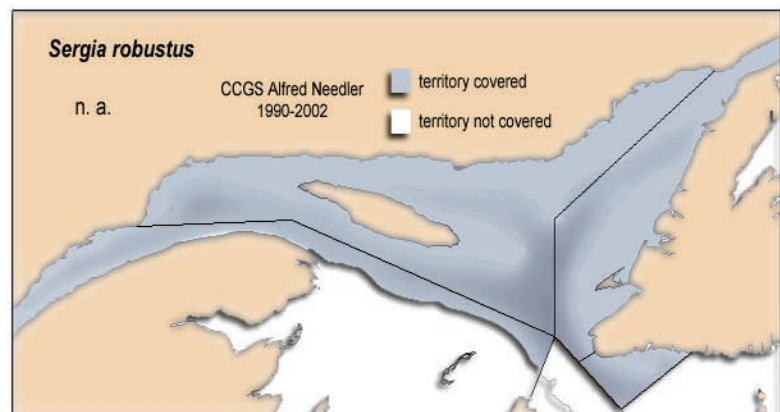 Sergia robustus
n. a.
CCGS Alfred Needler
1990-2002
territory covered
territory not covered